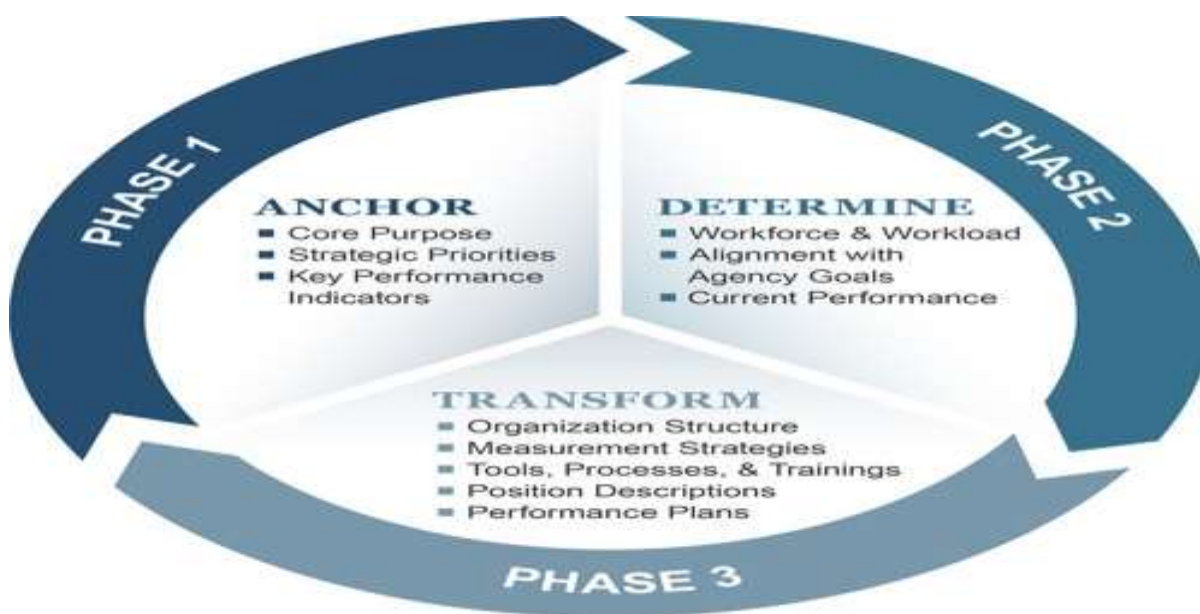 PHASE 1
ANCHOR
▪ Core Purpose
▪ Strategic Priorities
▪ Key Performance
Indicators
PHASE 2
DETERMINE
▪ Workforce & Workload
▪ Alignment with
Agency Goals
▪ Current Performance
TRANSFORM
▪ Organization Structure
▪ Measurement Strategies
▪ Tools, Processes, & Trainings
▪ Position Descriptions
▪ Performance Plans
PHASE 3